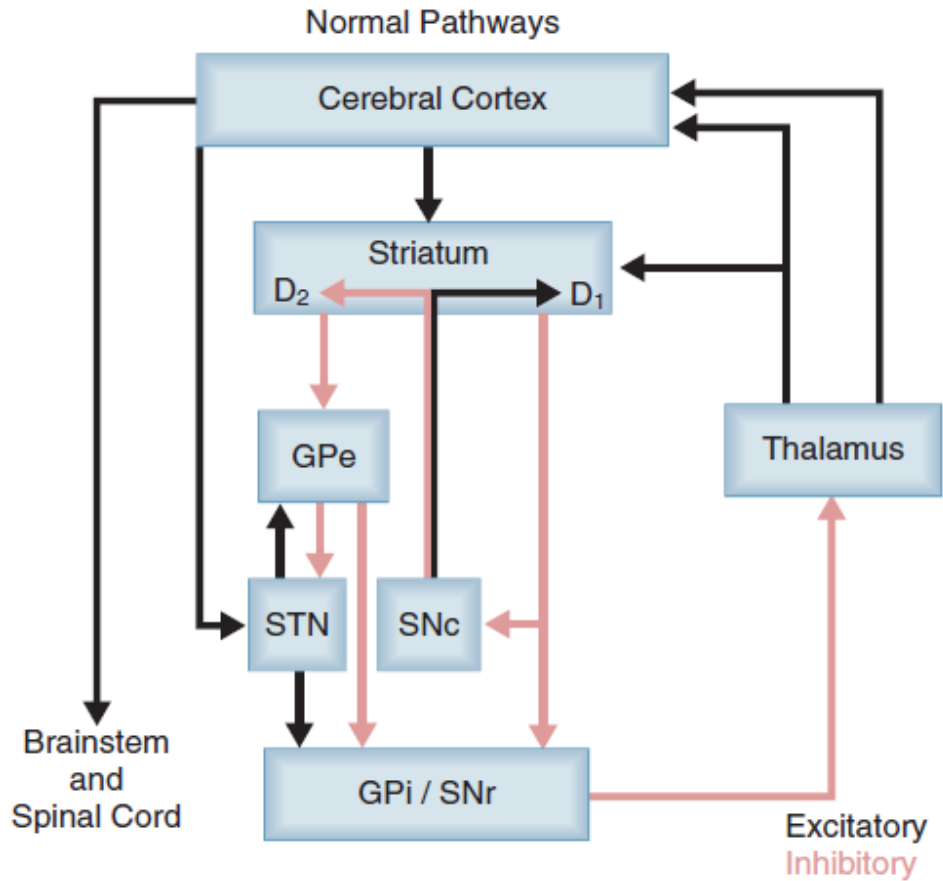 Normal Pathways
Cerebral Cortex
Striatum
D₂
D₁
GPe
Thalamus
STN
SNc
Brainstem
and
Spinal Cord
GPi / SNr
Excitatory
Inhibitory